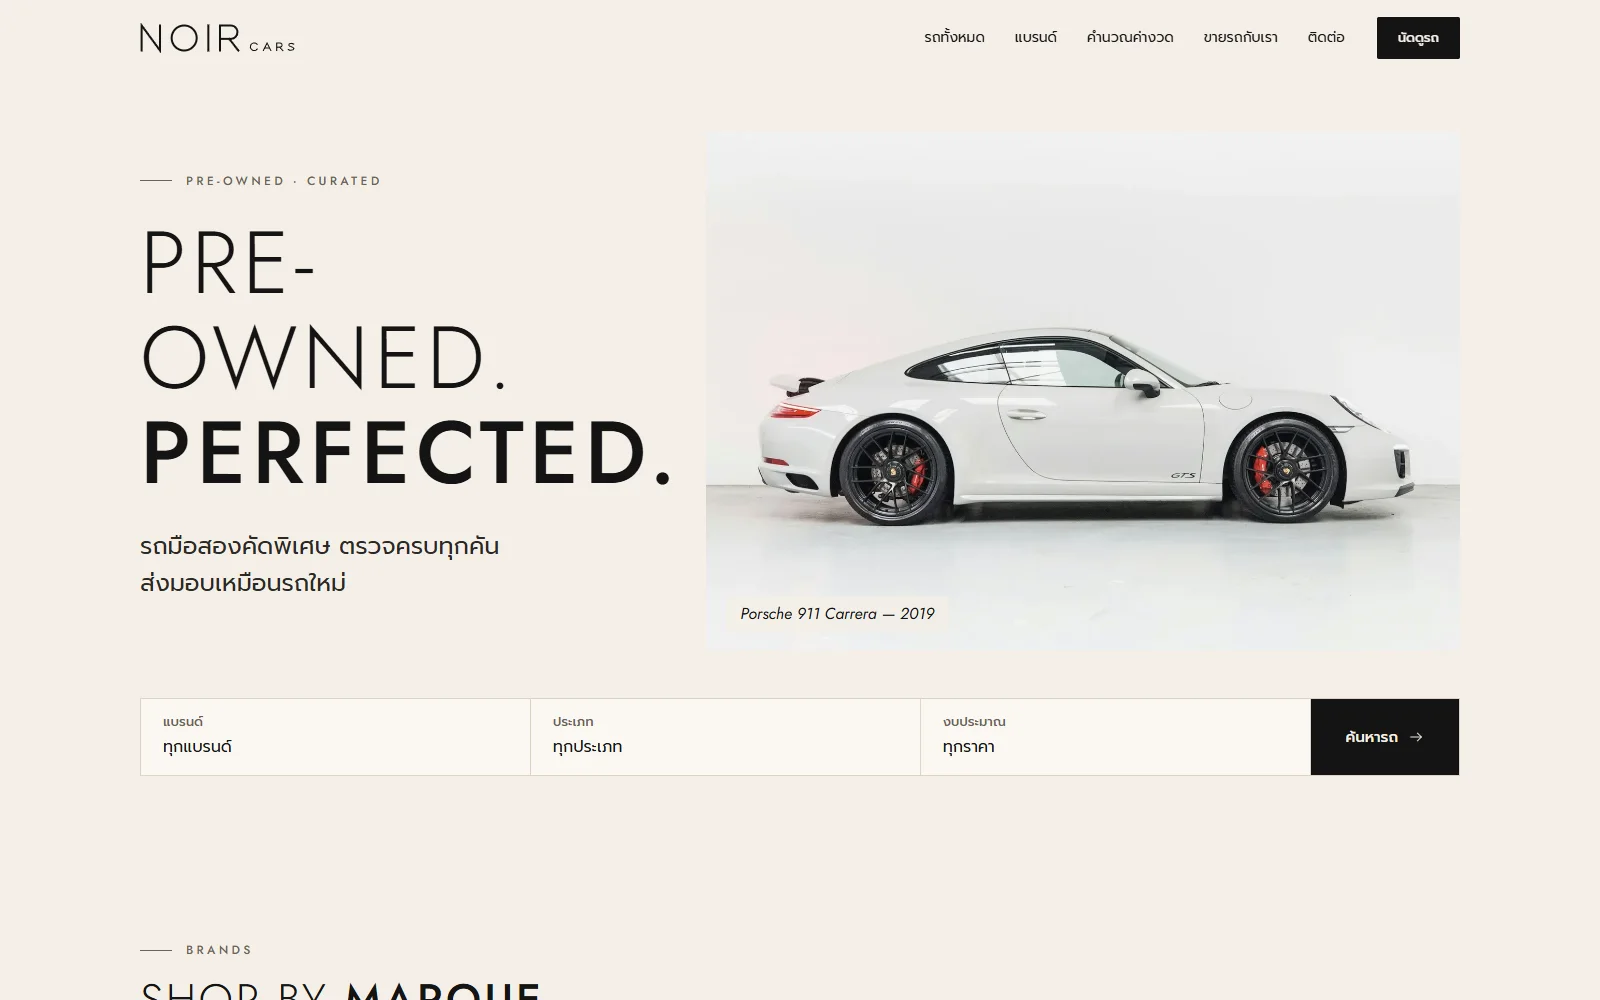 NOIR CARS
รถทั้งหมด
แบรนด์
คำนวณค่างวด
ขายรถกับเรา
ติดต่อ
นัดดูรถ
PRE-OWNED · CURATED
PRE-
OWNED.
PERFECTED.
รถมือสองคัดพิเศษ ตรวจครบทุกคัน
ส่งมอบเหมือนรถใหม่
GTS
Porsche 911 Carrera — 2019
แบรนด์
ทุกแบรนด์
ประเภท
ทุกประเภท
งบประมาณ
ทุกราคา
ค้นหารถ →
BRANDS
SHOP BY MARQUE